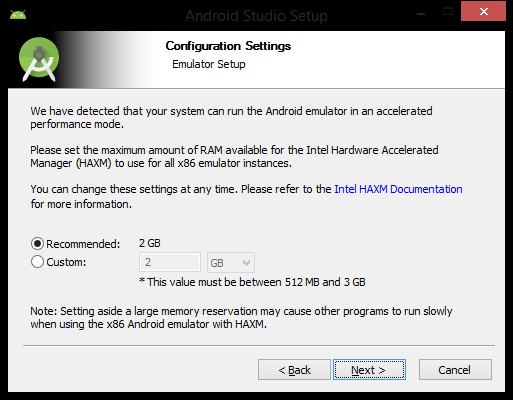 Android Studio Setup
Configuration Settings
Emulator Setup
We have detected that your system can run the Android emulator in an accelerated
performance mode.
Please set the maximum amount of RAM available for the Intel Hardware Accelerated
Manager (HAXM) to use for all x86 emulator instances.
You can change these settings at any time. Please refer to the Intel HAXM Documentation
for more information.
Recommended: 2 GB
Custom: 2 GB
* This value must be between 512 MB and 3 GB
Note: Setting aside a large memory reservation may cause other programs to run slowly
when using the x86 Android emulator with HAXM.
< Back Next > Cancel